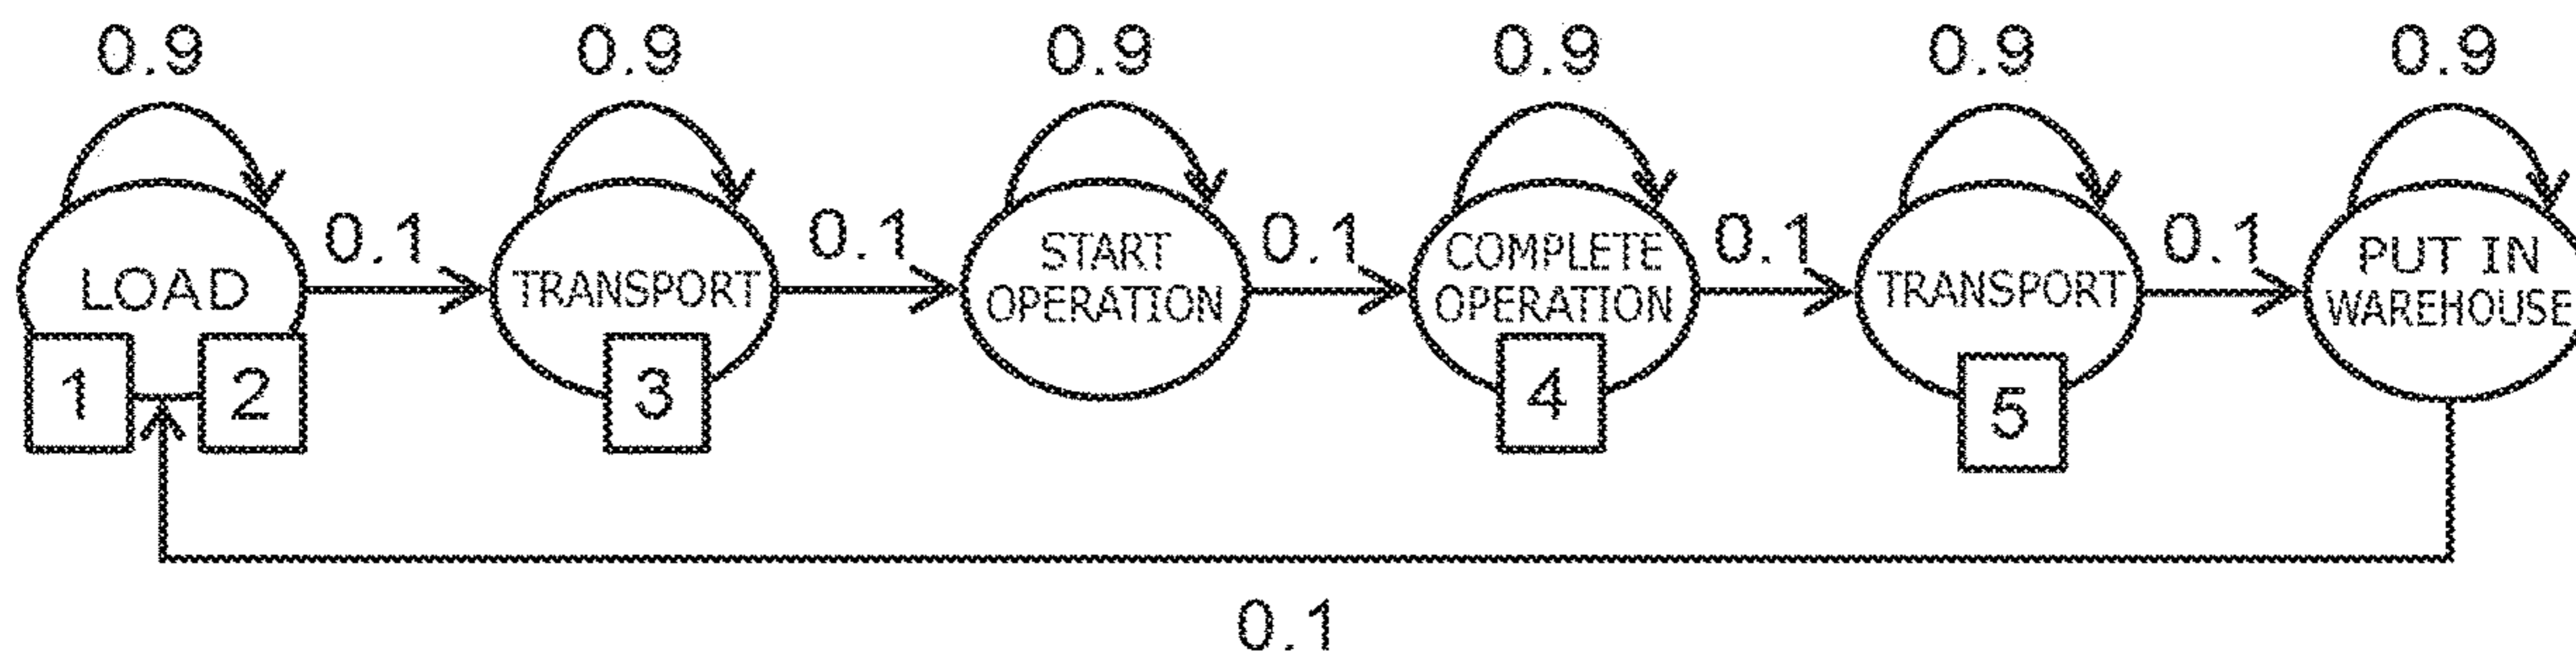 0.9 0.9 0.9 0.9 0.9 0.9
0.1 0.1 0.1 0.1 0.1
LOAD
TRANSPORT
START
OPERATION
COMPLETE
OPERATION
TRANSPORT
PUT IN
WAREHOUSE
1 2 3 4 5
0.1